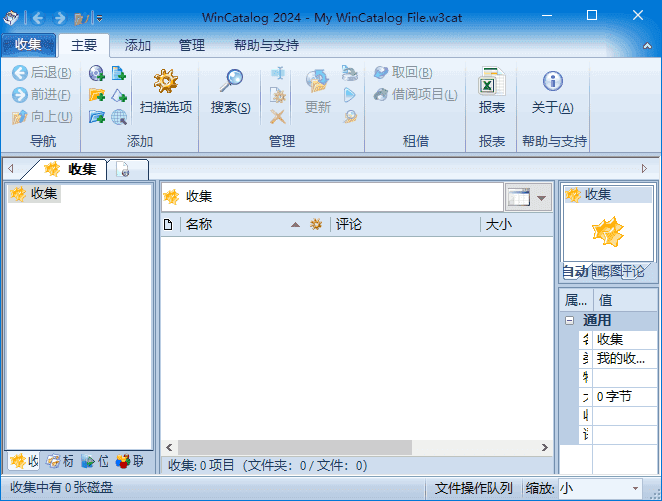 WinCatalog 2024 - My WinCatalog File.w3cat
收集 主要 添加 管理 帮助与支持
后退(B)
前进(F)
向上(U)
扫描选项
搜索(S)
更新
取回(B)
借阅项目(L)
报表
关于(A)
导航 添加 管理 租借 报表 帮助与支持
收集
收集
收集
名称 评论 大小
收集: 0 项目（文件夹：0 / 文件：0）
收集
自动 略图 评论
属... 值
通用
收集
我的收...
0 字节
收 标 位 联
收集中有 0 张磁盘 文件操作队列 缩放: 小